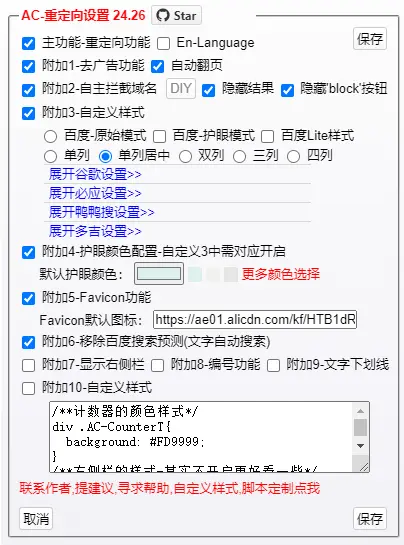 AC-重定向设置 24.26 Star
保存
主功能-重定向功能 En-Language
附加1-去广告功能 自动翻页
附加2-自主拦截域名 DIY 隐藏结果 隐藏'block'按钮
附加3-自定义样式
百度-原始模式 百度-护眼模式 百度Lite样式
单列 单列居中 双列 三列 四列
展开谷歌设置>>
展开必应设置>>
展开鸭鸭搜设置>>
展开多吉设置>>
附加4-护眼颜色配置-自定义3中需对应开启
默认护眼颜色: 更多颜色选择
附加5-Favicon功能
Favicon默认图标: https://ae01.alicdn.com/kf/HTB1dR
附加6-移除百度搜索预测(文字自动搜索)
附加7-显示右侧栏 附加8-编号功能 附加9-文字下划线
附加10-自定义样式
/**计数器的颜色样式*/
div .AC-CounterT{
background: #FD9999;
}
/**右侧栏的样式-其实不开启更好看一些*/
联系作者,提建议,寻求帮助,自定义样式,脚本定制点我
取消 保存